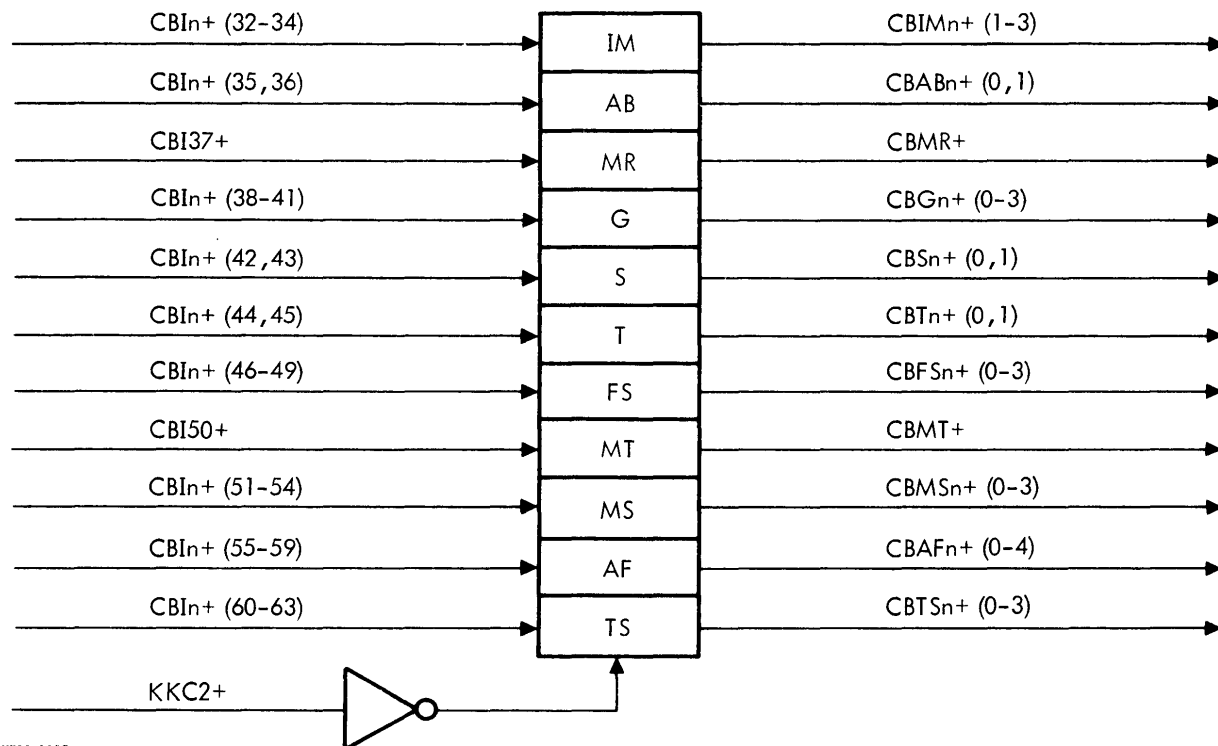 CBIn+ (32-34) IM CBIMn+ (1-3)
CBIn+ (35,36) AB CBABn+ (0,1)
CBI37+ MR CBMR+
CBIn+ (38-41) G CBGn+ (0-3)
CBIn+ (42,43) S CBSn+ (0,1)
CBIn+ (44,45) T CBTn+ (0,1)
CBIn+ (46-49) FS CBFSn+ (0-3)
CBI50+ MT CBMT+
CBIn+ (51-54) MS CBMSn+ (0-3)
CBIn+ (55-59) AF CBAFn+ (0-4)
CBIn+ (60-63) TS CBTSn+ (0-3)
KKC2+